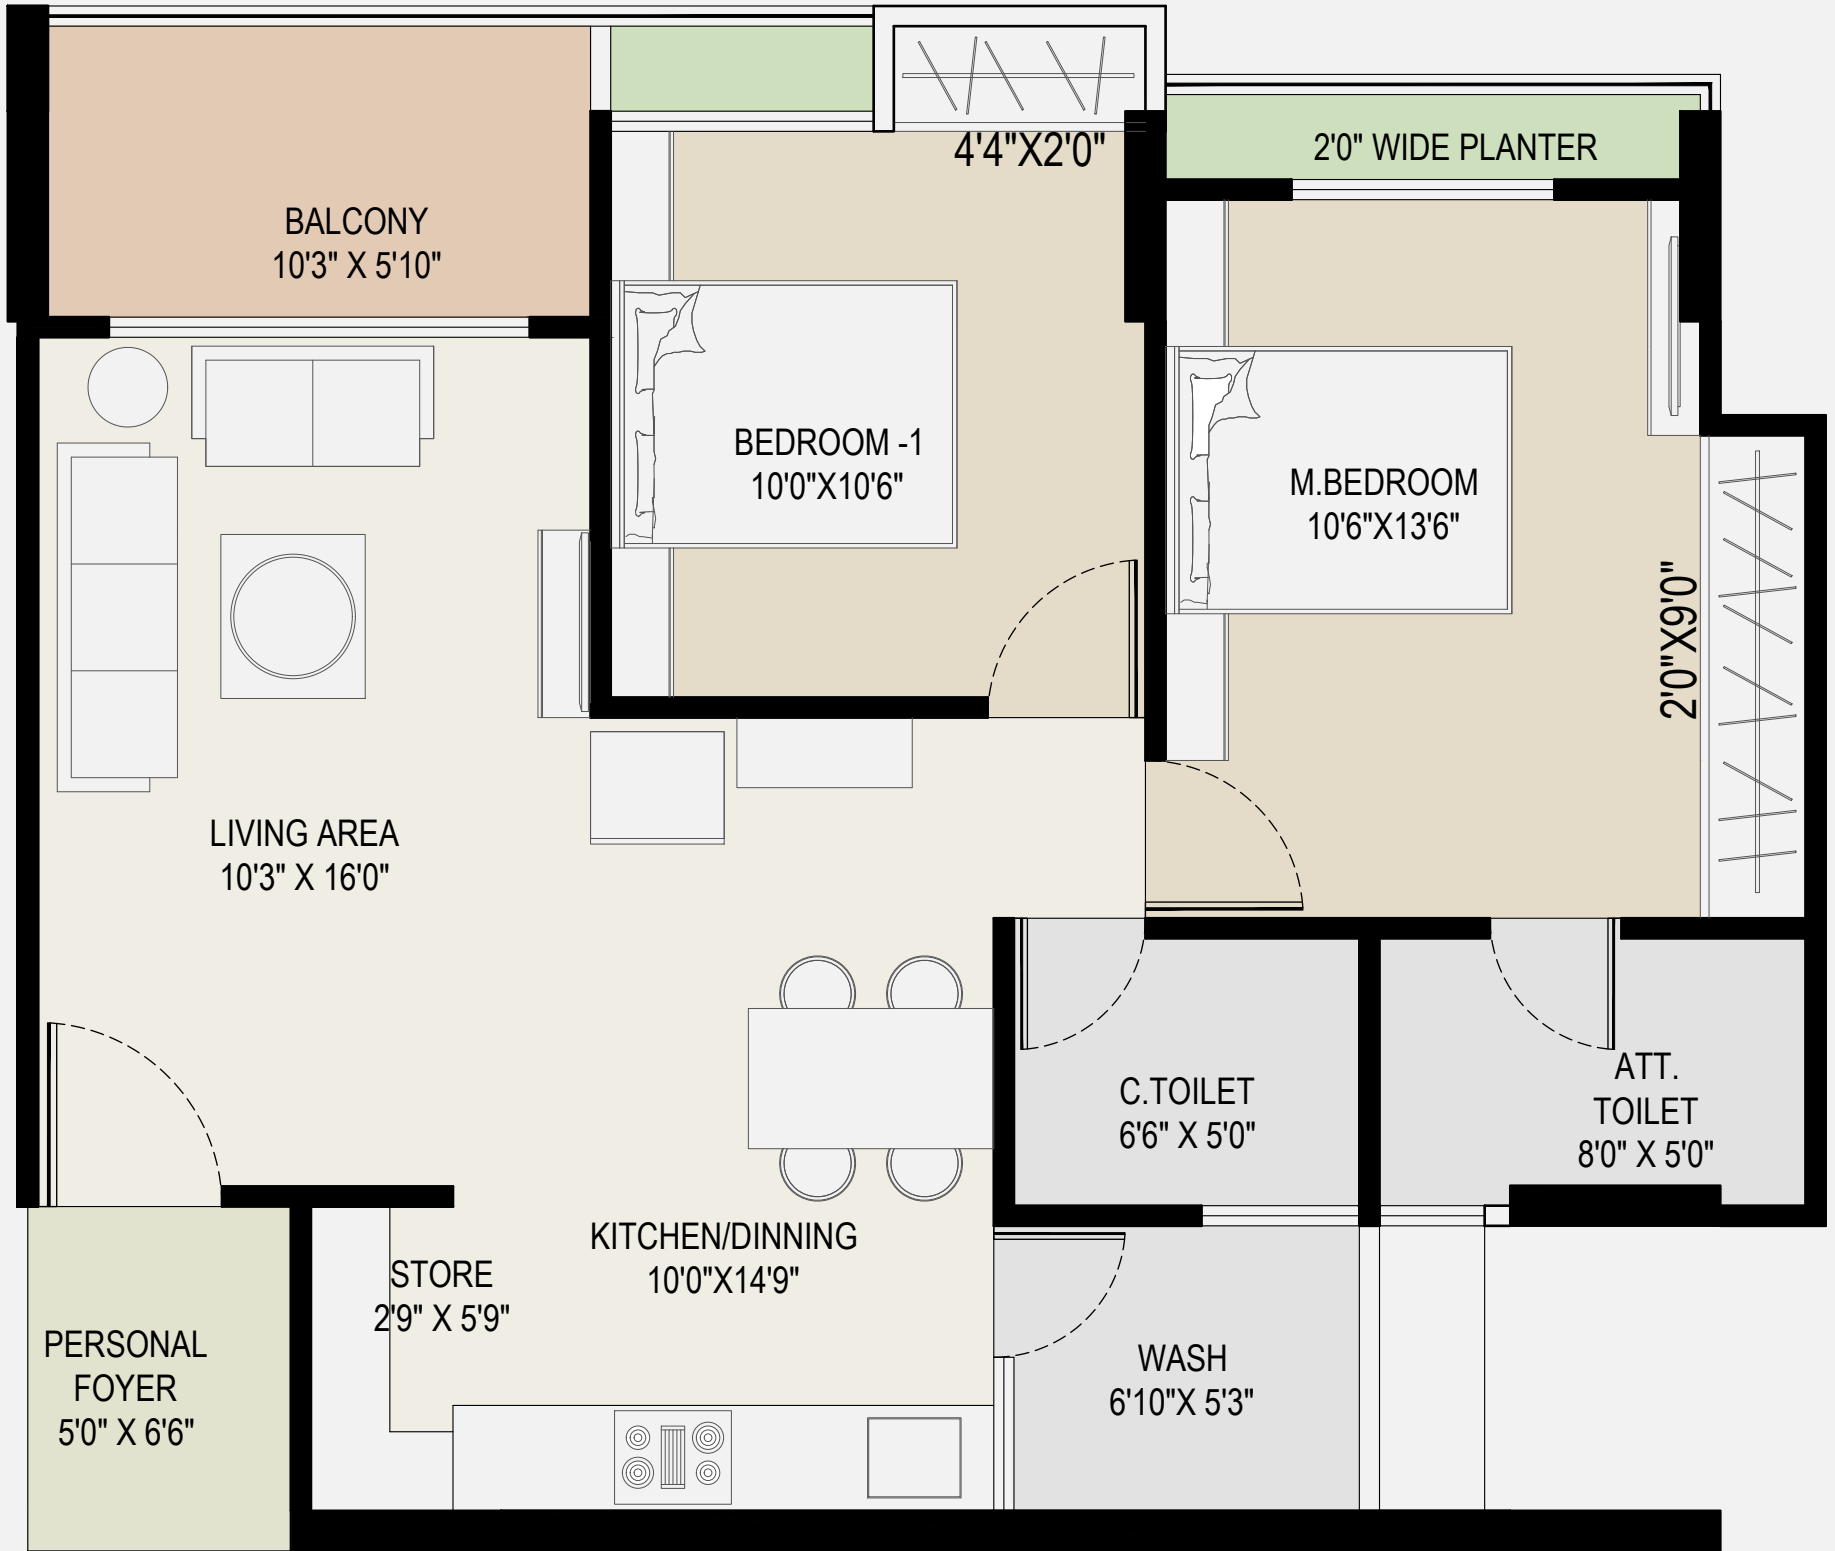 4'4"X2'0"
2'0" WIDE PLANTER
BALCONY
10'3" X 5'10"
BEDROOM -1
10'0"X10'6"
M.BEDROOM
10'6"X13'6"
2'0"X9'0"
LIVING AREA
10'3" X 16'0"
C.TOILET
6'6" X 5'0"
ATT.
TOILET
8'0" X 5'0"
KITCHEN/DINNING
10'0"X14'9"
STORE
2'9" X 5'9"
PERSONAL
FOYER
5'0" X 6'6"
WASH
6'10"X 5'3"